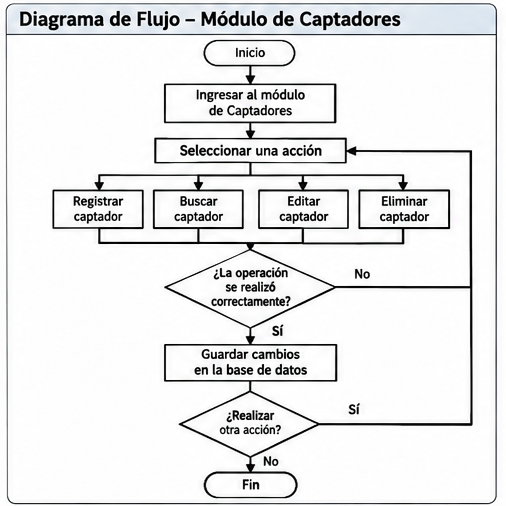 Diagrama de Flujo – Módulo de Captadores
Inicio
Ingresar al módulo
de Captadores
Seleccionar una acción
Registrar
captador
Buscar
captador
Editar
captador
Eliminar
captador
¿La operación
se realizó
correctamente?
No
Sí
Guardar cambios
en la base de datos
¿Realizar
otra acción?
Sí
No
Fin